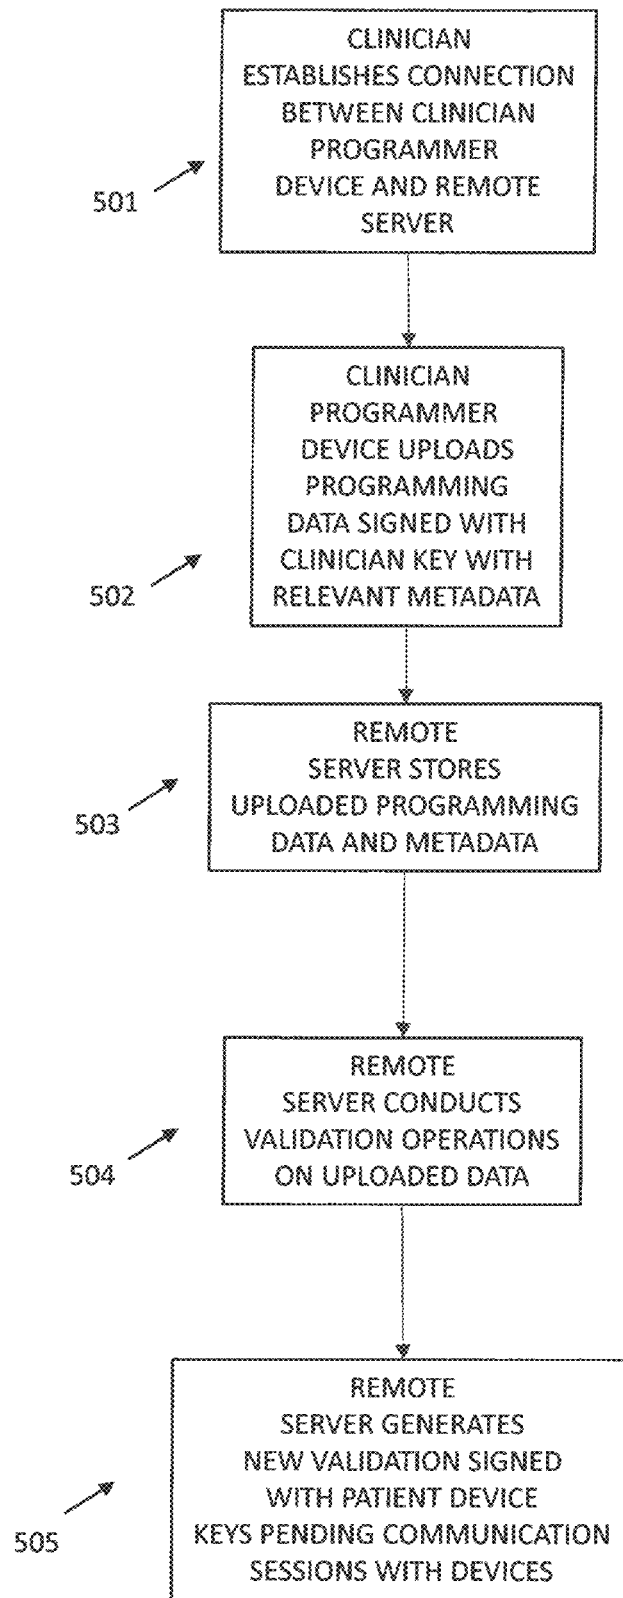 CLINICIAN
ESTABLISHES CONNECTION
BETWEEN CLINICIAN
PROGRAMMER
DEVICE AND REMOTE
SERVER
501
CLINICIAN
PROGRAMMER
DEVICE UPLOADS
PROGRAMMING
DATA SIGNED WITH
CLINICIAN KEY WITH
RELEVANT METADATA
502
REMOTE
SERVER STORES
UPLOADED PROGRAMMING
DATA AND METADATA
503
REMOTE
SERVER CONDUCTS
VALIDATION OPERATIONS
ON UPLOADED DATA
504
REMOTE
SERVER GENERATES
NEW VALIDATION SIGNED
WITH PATIENT DEVICE
KEYS PENDING COMMUNICATION
SESSIONS WITH DEVICES
505